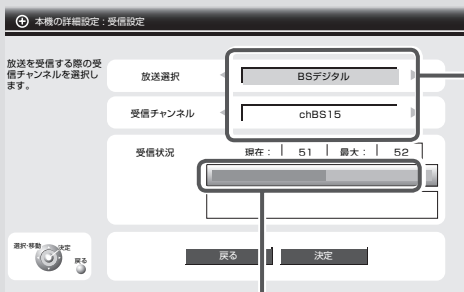 本機の詳細設定：受信設定
放送を受信する際の受
信チャンネルを選択し
ます。
放送選択 BSデジタル
受信チャンネル chBS15
受信状況 現在： 51 最大： 52
選択・移動 決定
戻る
戻る 決定